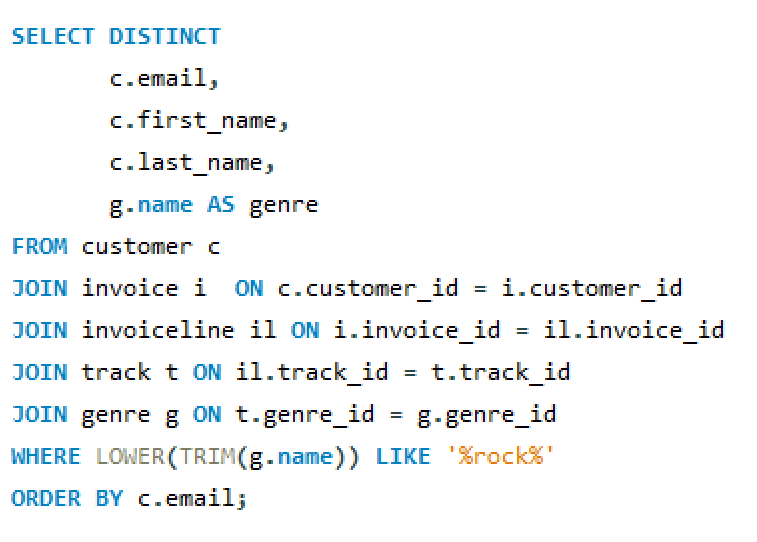 SELECT DISTINCT
       c.email,
       c.first_name,
       c.last_name,
       g.name AS genre
FROM customer c
JOIN invoice i  ON c.customer_id = i.customer_id
JOIN invoiceline il ON i.invoice_id = il.invoice_id
JOIN track t ON il.track_id = t.track_id
JOIN genre g ON t.genre_id = g.genre_id
WHERE LOWER(TRIM(g.name)) LIKE '%rock%'
ORDER BY c.email;